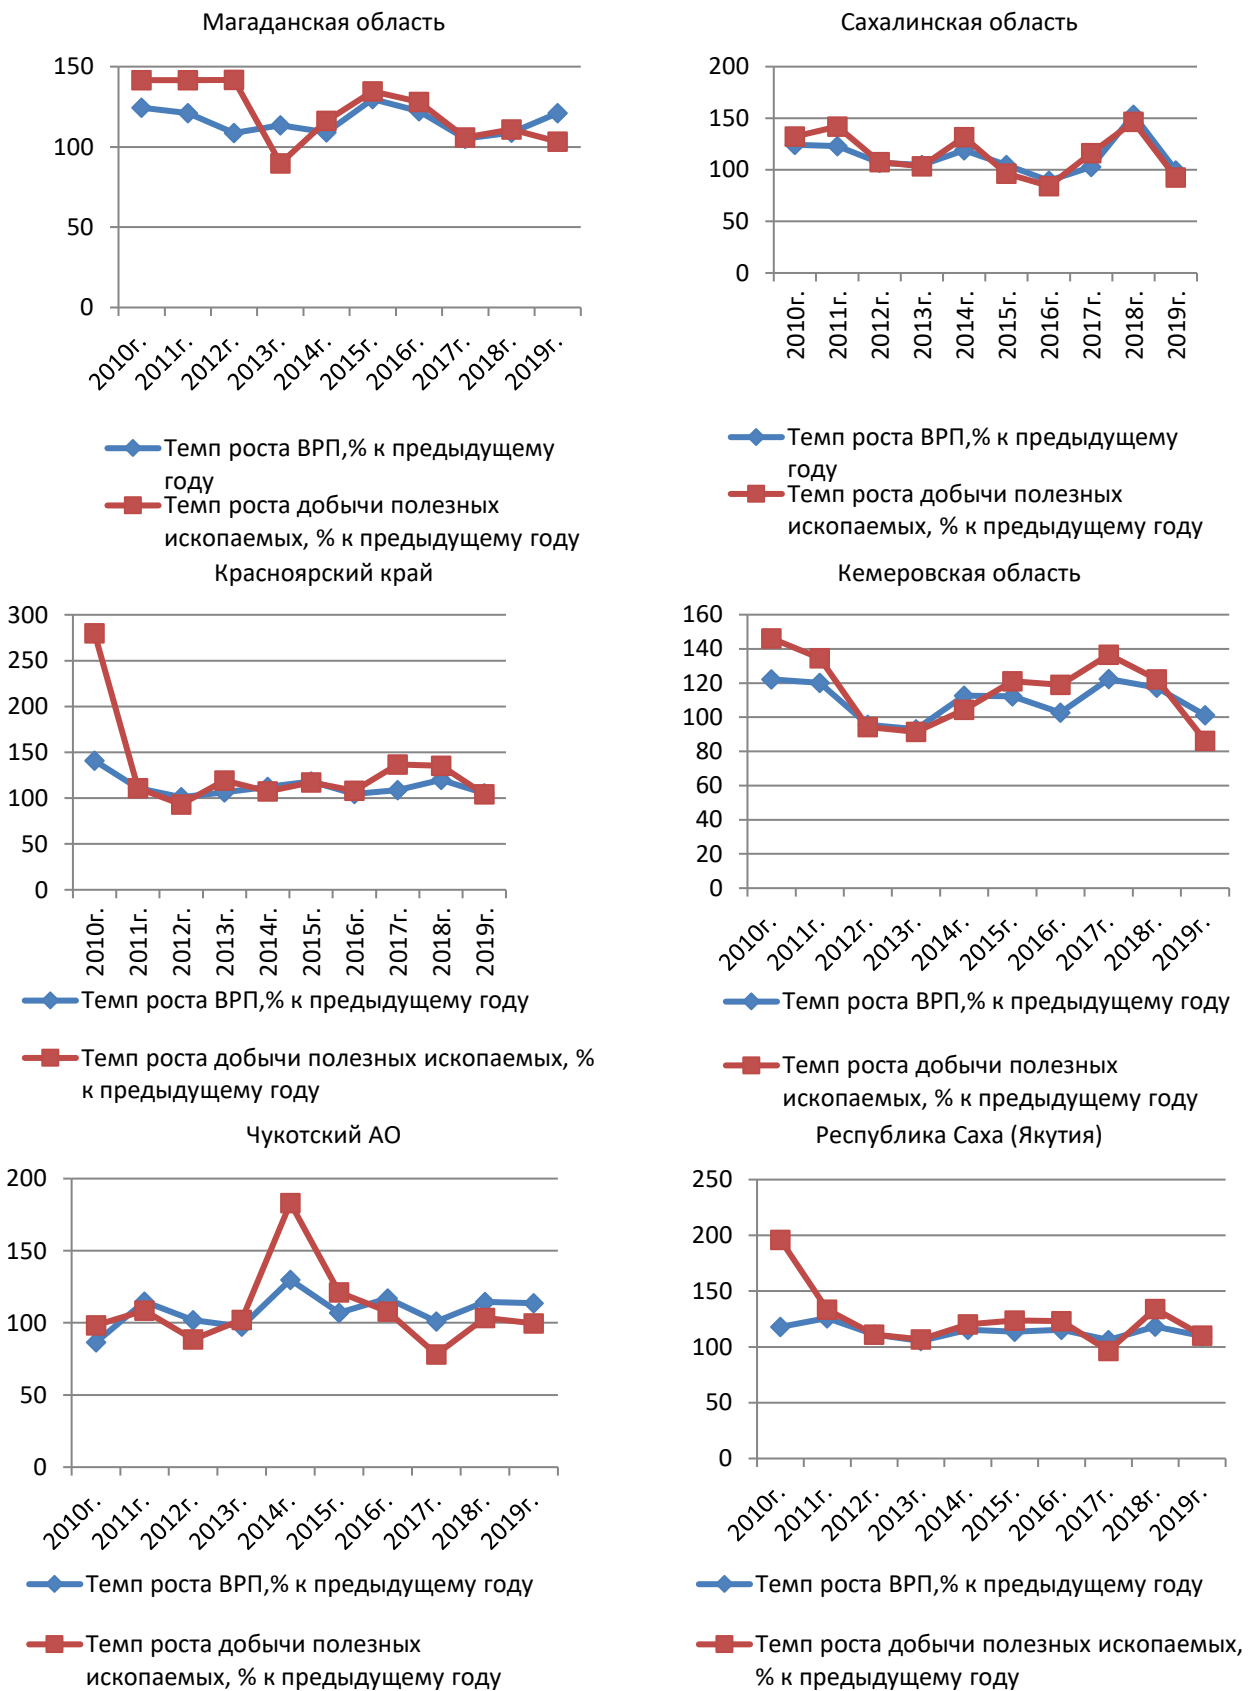 Магаданская область
150
100
50
0
2010г.
2011г.
2012г.
2013г.
2014г.
2015г.
2016г.
2017г.
2018г.
2019г.
Темп роста ВРП,% к предыдущему
году
Темп роста добычи полезных
ископаемых, % к предыдущему году
Сахалинская область
200
150
100
50
0
2010г.
2011г.
2012г.
2013г.
2014г.
2015г.
2016г.
2017г.
2018г.
2019г.
Темп роста ВРП,% к предыдущему
году
Темп роста добычи полезных
ископаемых, % к предыдущему году
Красноярский край
300
250
200
150
100
50
0
2010г.
2011г.
2012г.
2013г.
2014г.
2015г.
2016г.
2017г.
2018г.
2019г.
Темп роста ВРП,% к предыдущему году
Темп роста добычи полезных ископаемых, %
к предыдущему году
Кемеровская область
160
140
120
100
80
60
40
20
0
2010г.
2011г.
2012г.
2013г.
2014г.
2015г.
2016г.
2017г.
2018г.
2019г.
Темп роста ВРП,% к предыдущему году
Темп роста добычи полезных
ископаемых, % к предыдущему году
Чукотский АО
200
150
100
50
0
2010г.
2011г.
2012г.
2013г.
2014г.
2015г.
2016г.
2017г.
2018г.
2019г.
Темп роста ВРП,% к предыдущему году
Темп роста добычи полезных
ископаемых, % к предыдущему году
Республика Саха (Якутия)
250
200
150
100
50
0
2010г.
2011г.
2012г.
2013г.
2014г.
2015г.
2016г.
2017г.
2018г.
2019г.
Темп роста ВРП,% к предыдущему году
Темп роста добычи полезных ископаемых,
% к предыдущему году